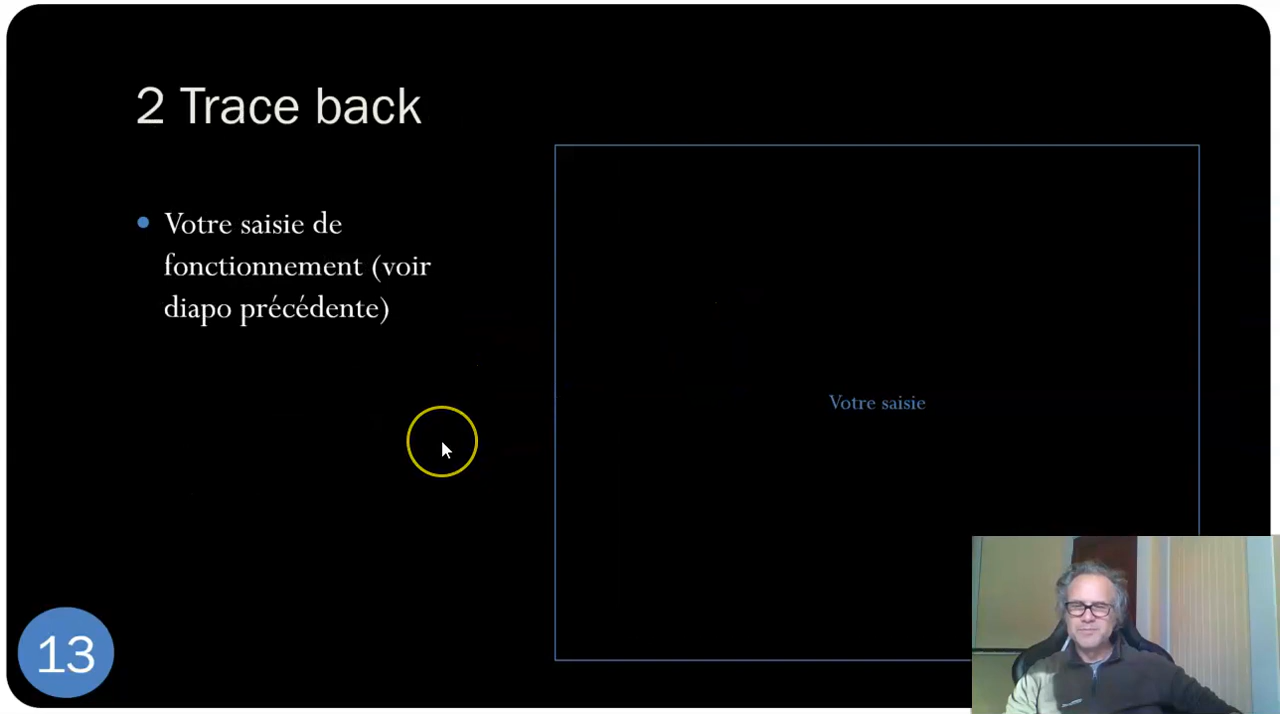 2 Trace back
Votre saisie de
fonctionnement (voir
diapo précédente)
Votre saisie
13